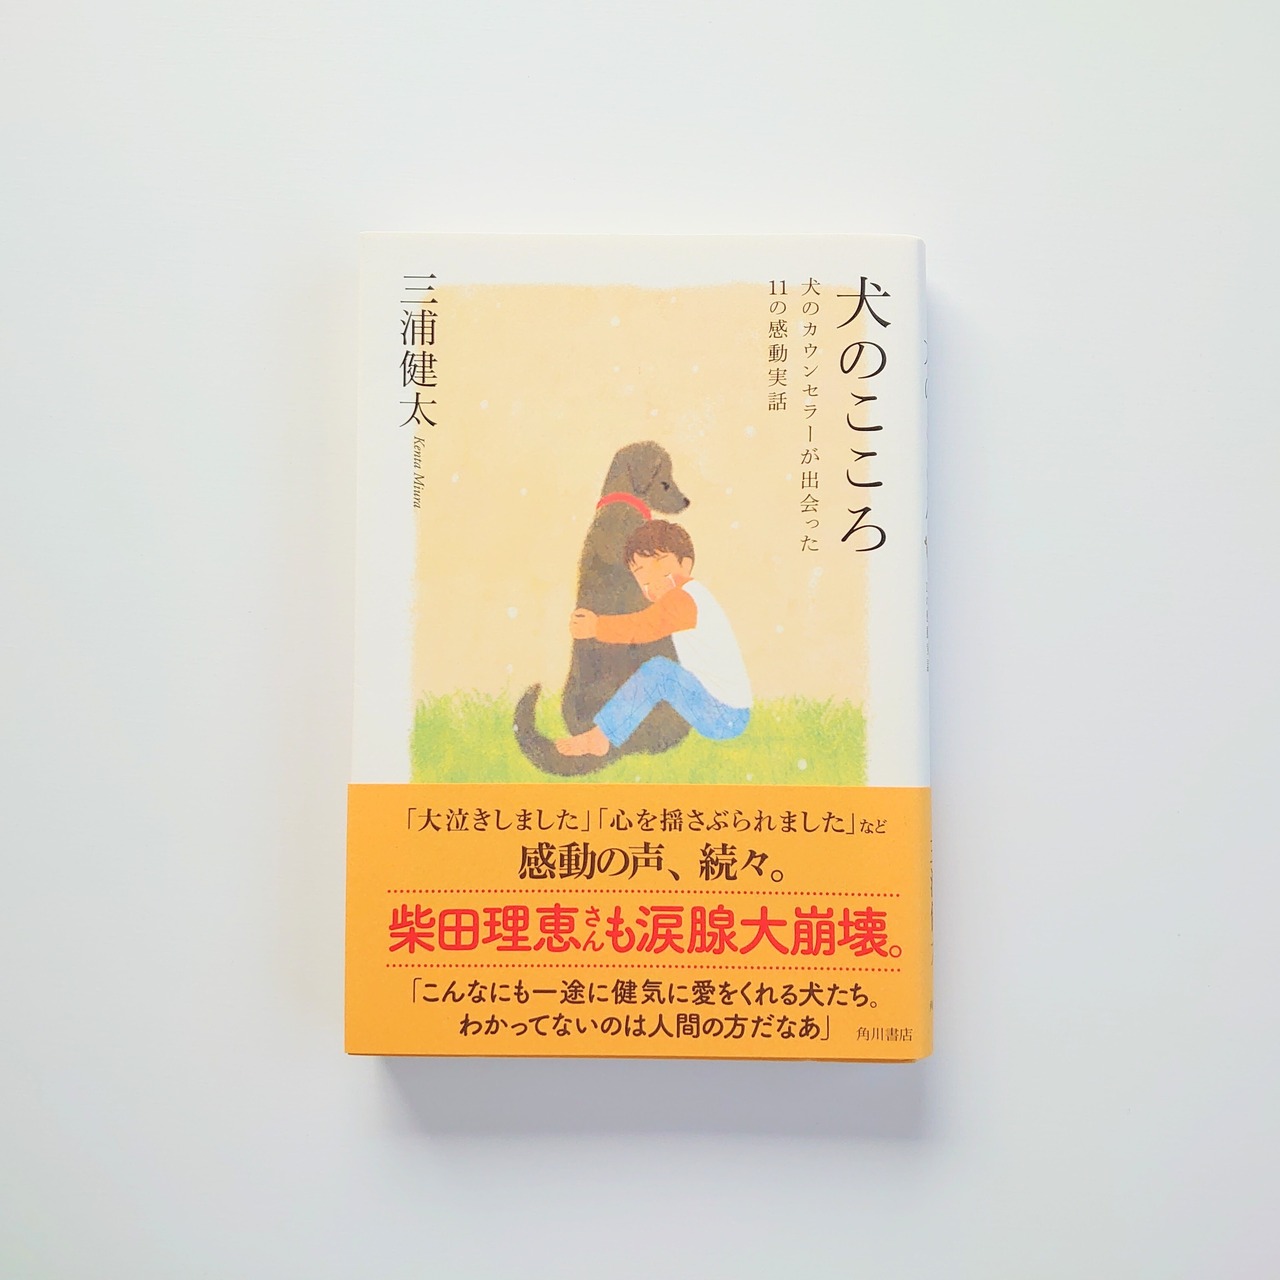 犬のこころ
犬のカウンセラーが出会った
11の感動実話
三浦健太
Kenta Miura
「大泣きしました」「心を揺さぶられました」など
感動の声、続々。
柴田理恵さんも涙腺大崩壊。
「こんなにも一途に健気に愛をくれる犬たち。
わかってないのは人間の方だなあ」
角川書店